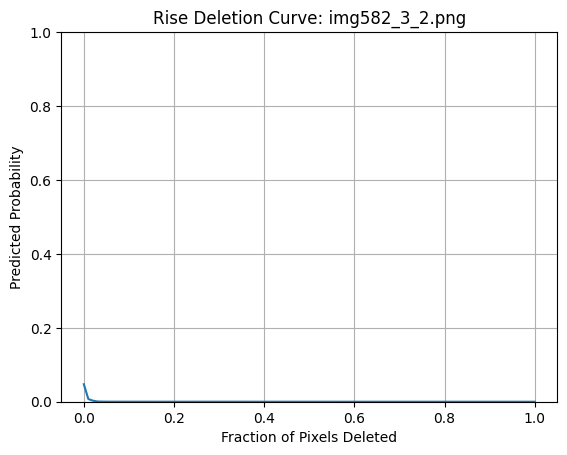 Rise Deletion Curve: img582_3_2.png
1.0
0.8
0.6
0.4
0.2
0.0
Predicted Probability
0.0 0.2 0.4 0.6 0.8 1.0
Fraction of Pixels Deleted